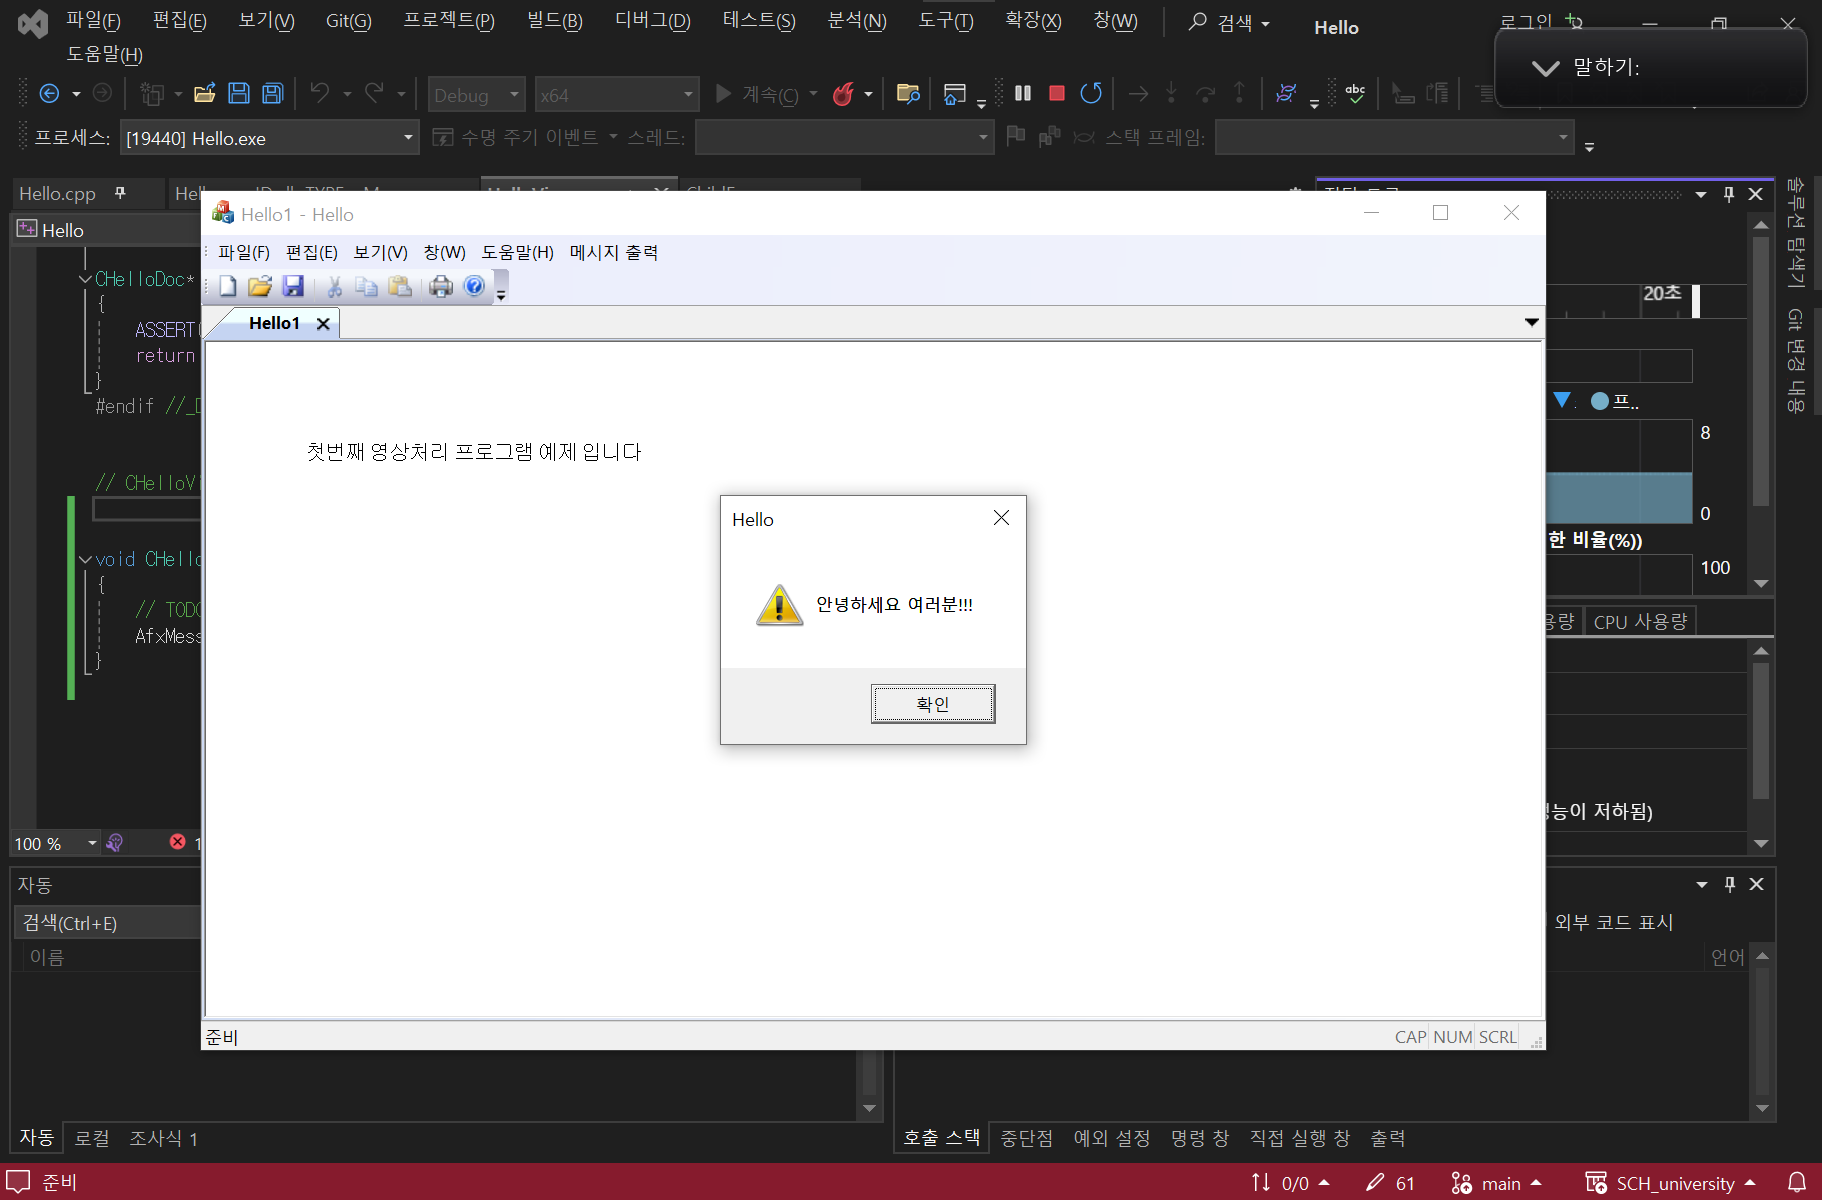 파일(F) 편집(E) 보기(V) Git(G) 프로젝트(P) 빌드(B) 디버그(D) 테스트(S) 분석(N) 도구(T) 확장(X) 창(W) 검색 Hello 로그인
도움말(H)
말하기:
Debug x64 계속(C)
프로세스: [19440] Hello.exe 수명 주기 이벤트 스레드: 스택 프레임:
Hello.cpp
Hello
CHelloDoc*
{
ASSERT(
return
}
#endif //_D
// CHelloVi
void CHello
{
// TODO
AfxMess
}
100 %
Hello1 - Hello
파일(F) 편집(E) 보기(V) 창(W) 도움말(H) 메시지 출력
Hello1
첫번째 영상처리 프로그램 예제 입니다
Hello
안녕하세요 여러분!!!
확인
준비
CAP NUM SCRL
20초
프..
8
0
한 비율(%))
100
용량 CPU 사용량
능이 저하됨)
솔루션 탐색기
Git 변경 내용
자동
검색(Ctrl+E)
이름
외부 코드 표시
언어
자동 로컬 조사식 1
호출 스택 중단점 예외 설정 명령 창 직접 실행 창 출력
준비
0/0 61 main SCH_university